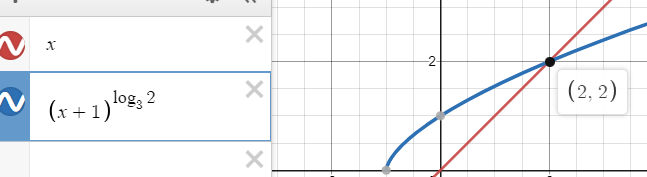 x
(x + 1)^{log_3 2}
2
(2, 2)